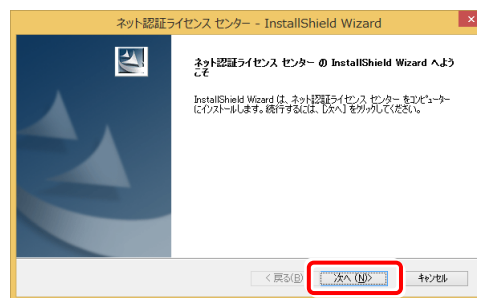 ネット認証ライセンス センター - InstallShield Wizard
ネット認証ライセンス センター の InstallShield Wizard へよう
こそ
InstallShield Wizard は、ネット認証ライセンス センター をコンピューター
にインストールします。続行するには、[次へ] をクリックしてください。
< 戻る(B) 次へ (N)> キャンセル